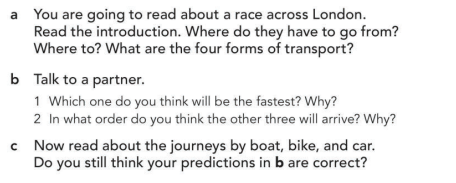 a You are going to read about a race across London.
Read the introduction. Where do they have to go from?
Where to? What are the four forms of transport?
b Talk to a partner.
1 Which one do you think will be the fastest? Why?
2 In what order do you think the other three will arrive? Why?
c Now read about the journeys by boat, bike, and car.
Do you still think your predictions in b are correct?